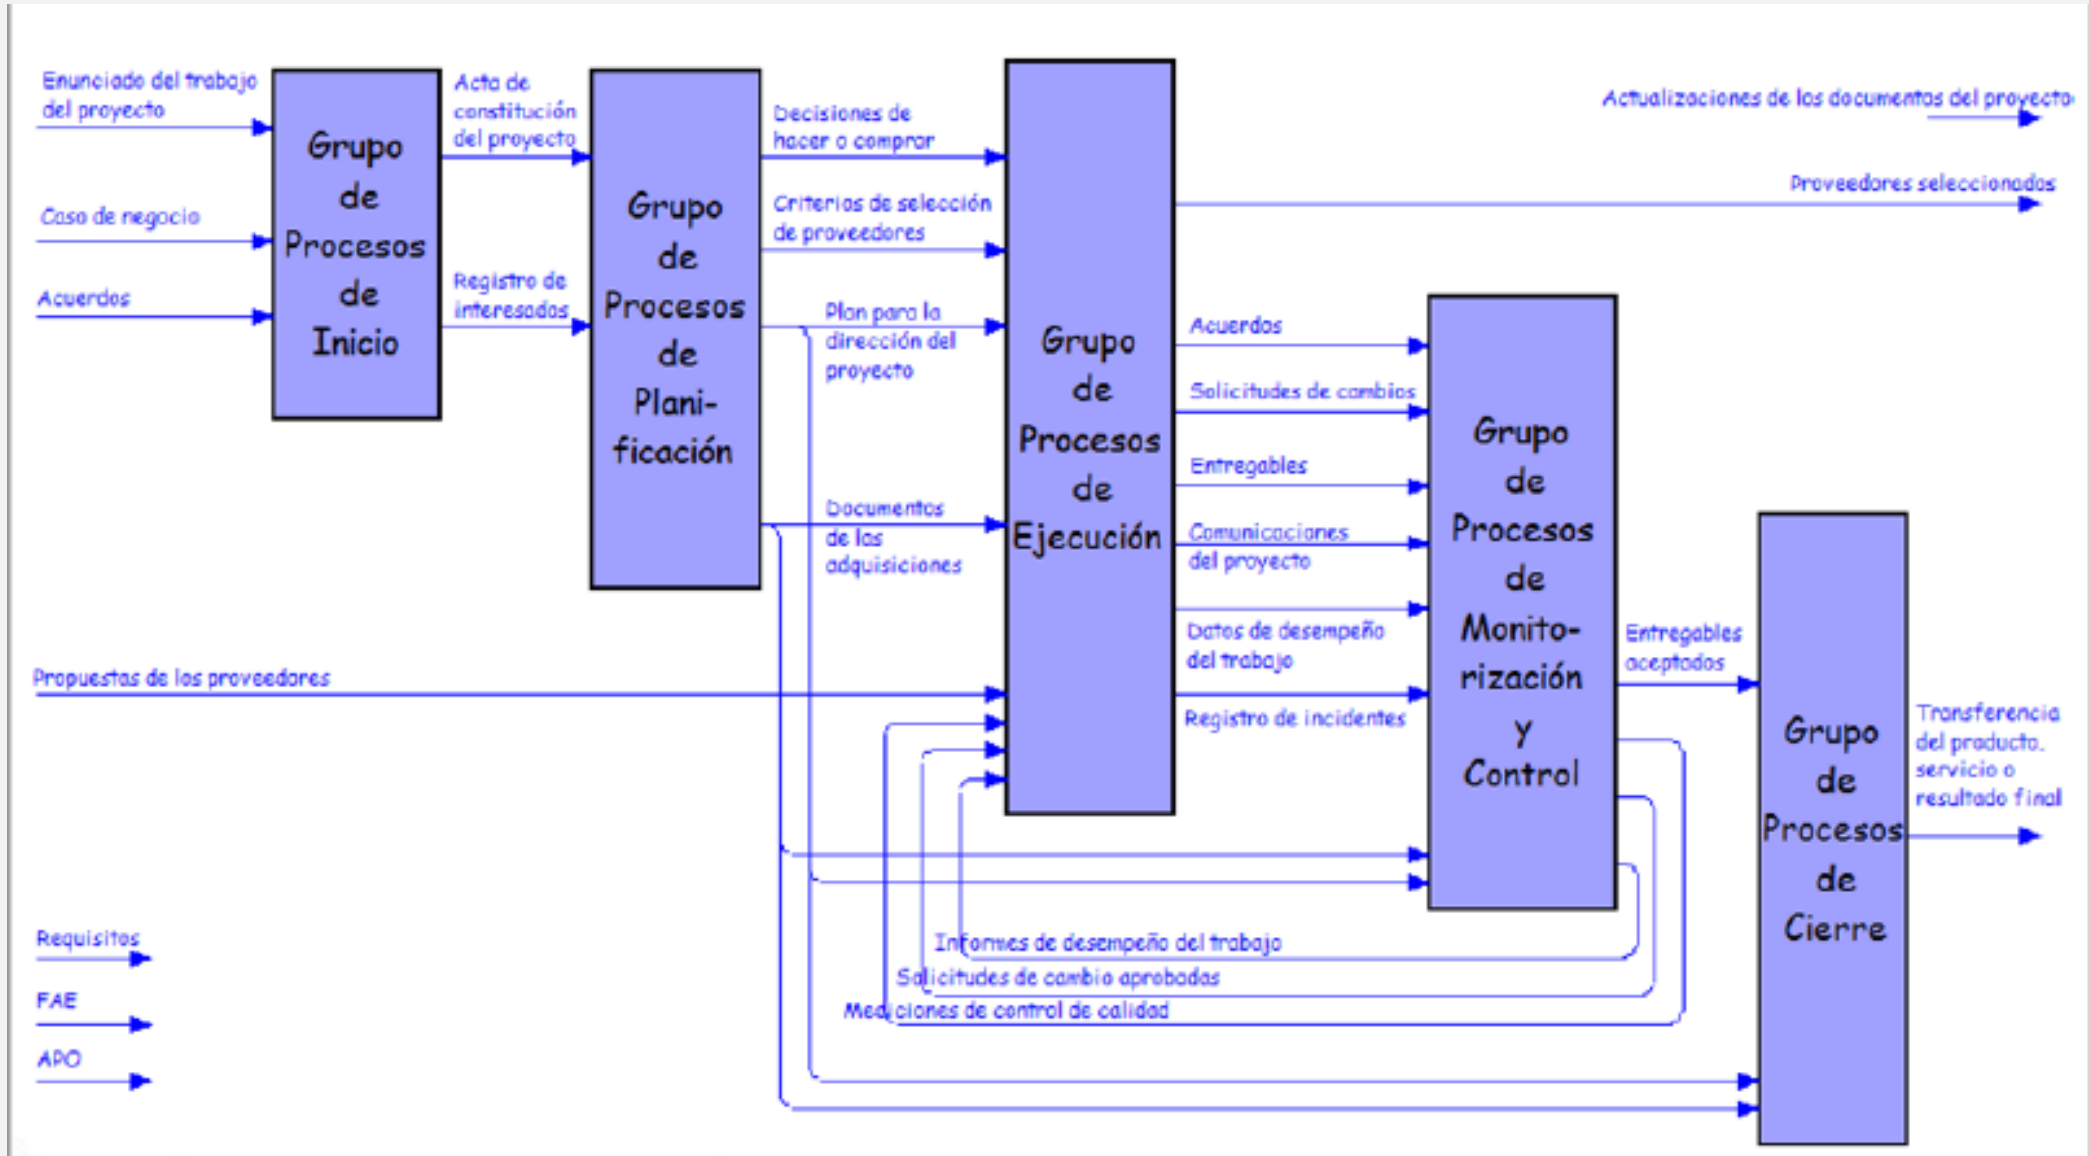 Enunciado del trabajo
del proyecto
Caso de negocio
Acuerdos
Grupo
de
Procesos
de
Inicio
Acta de
constitución
del proyecto
Registro de
interesados
Grupo
de
Procesos
de
Plani-
ficación
Decisiones de
hacer o comprar
Criterios de selección
de proveedores
Plan para la
dirección del
proyecto
Documentos
de las
adquisiciones
Propuestas de los proveedores
Grupo
de
Procesos
de
Ejecución
Actualizaciones de los documentos del proyecto
Proveedores seleccionados
Acuerdos
Solicitudes de cambios
Entregables
Comunicaciones
del proyecto
Datos de desempeño
del trabajo
Registro de incidentes
Grupo
de
Procesos
de
Monito-
rización
y
Control
Entregables
aceptados
Grupo
de
Procesos
de
Cierre
Transferencia
del producto,
servicio o
resultado final
Informes de desempeño del trabajo
Solicitudes de cambio aprobadas
Mediciones de control de calidad
Requisitos
FAE
APO